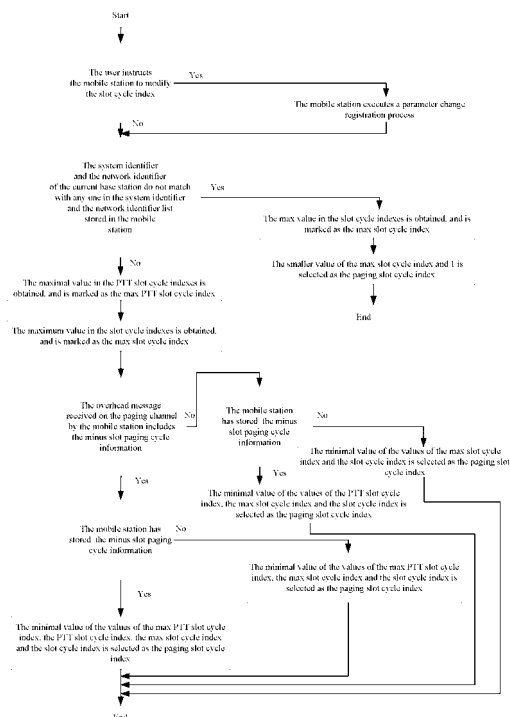 Start
The user instructs
the mobile station to modify
the slot cycle index
Yes
The mobile station executes a parameter change
registration process
No
The system identifier
and the network identifier
of the current base station do not match
with any one in the system identifier
and the network identifier list
stored in the mobile
station
Yes
The max value in the slot cycle indexes is obtained, and is
marked as the max slot cycle index
No
The smaller value of the max slot cycle index and 1 is
selected as the paging slot cycle index
The maximal value in the PTT slot cycle indexes is
obtained, and is marked as the max PTT slot cycle index
End
The maximum value in the slot cycle indexes is obtained,
and is marked as the max slot cycle index
The overhead message
received on the paging channel
by the mobile station includes
the minus slot paging cycle
information
No
The mobile station
has stored the minus
slot paging cycle
information
No
The minimal value of the values of the max slot cycle
index and the slot cycle index is selected as the paging slot
cycle index
Yes
Yes
The minimal value of the values of the PTT slot cycle
index, the max slot cycle index and the slot cycle index is
selected as the paging slot cycle index
The mobile station has
stored the minus slot paging
cycle information
No
The minimal value of the values of the max PTT slot cycle
index, the max slot cycle index and the slot cycle index is
selected as the paging slot cycle index
Yes
The minimal value of the values of the max PTT slot cycle
index, the PTT slot cycle index, the max slot cycle index
and the slot cycle index is selected as the paging slot cycle
index
End